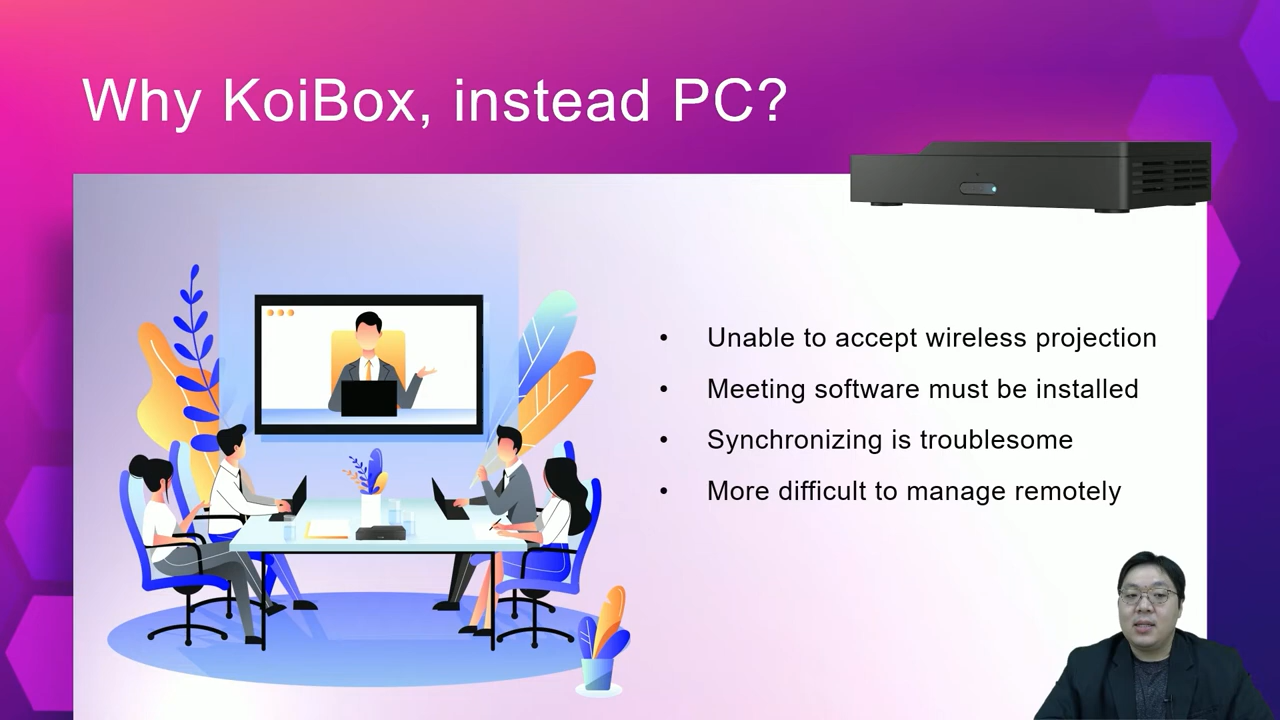 Why KoiBox, instead PC?
• Unable to accept wireless projection
• Meeting software must be installed
• Synchronizing is troublesome
• More difficult to manage remotely